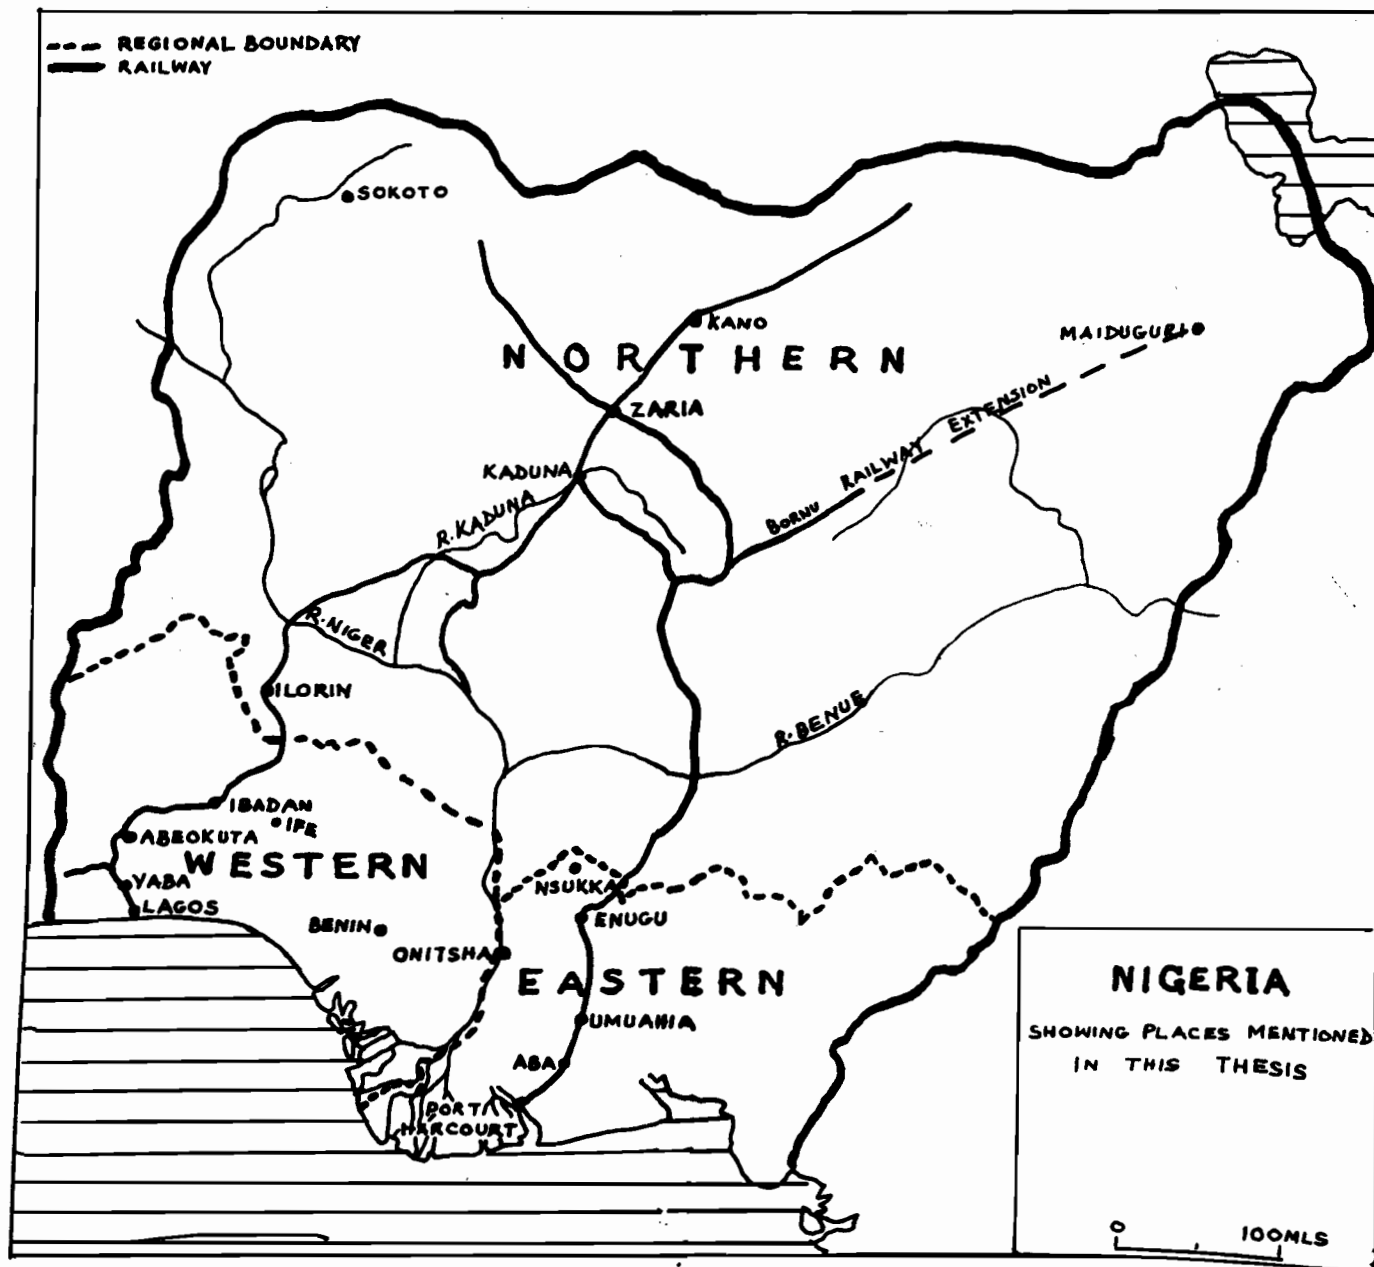 REGIONAL BOUNDARY
RAILWAY
SOKOTO
KANO
MAIDUGURI
NORTHERN
ZARIA
BORNU RAILWAY EXTENSION
KADUNA
R. KADUNA
R. NIGER
ILORIN
R. BENUE
IBADAN
IFE
ABEOKUTA
WESTERN
YABA
NSUKKA
LAGOS
ENUGU
BENIN
ONITSHA
EASTERN
UMUAHIA
ABA
PORT
HARCOURT
NIGERIA
SHOWING PLACES MENTIONED
IN THIS THESIS
0 100MLS